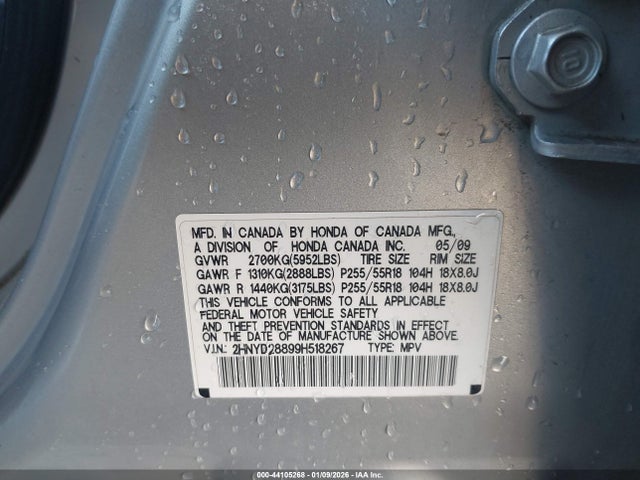 MFD. IN CANADA BY HONDA OF CANADA MFG.,
A DIVISION OF HONDA CANADA INC. 05/09
GVWR 2700KG(5952LBS) TIRE SIZE RIM SIZE
GAWR F 1310KG(2888LBS) P255/55R18 104H 18X8.0J
GAWR R 1440KG(3175LBS) P255/55R18 104H 18X8.0J
THIS VEHICLE CONFORMS TO ALL APPLICABLE
FEDERAL MOTOR VEHICLE SAFETY
AND THEFT PREVENTION STANDARDS IN EFFECT
ON THE DATE OF MANUFACTURE SHOWN ABOVE.
V.I.N.: 2HNYD28899H518267 TYPE: MPV
000-44105268 - 01/09/2026 - IAA Inc.